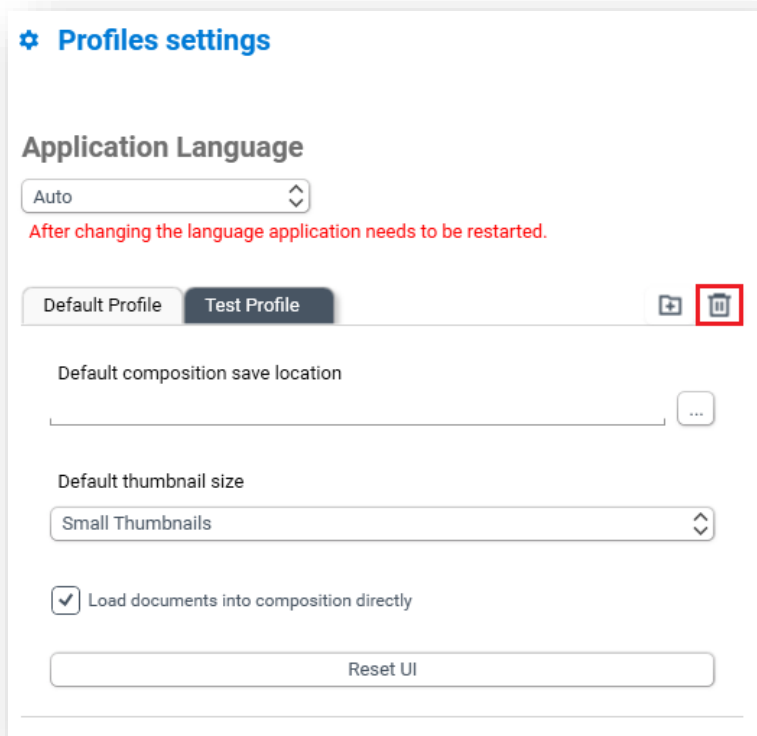 Profiles settings
Application Language
Auto
After changing the language application needs to be restarted.
Default Profile Test Profile
Default composition save location
...
Default thumbnail size
Small Thumbnails
Load documents into composition directly
Reset UI